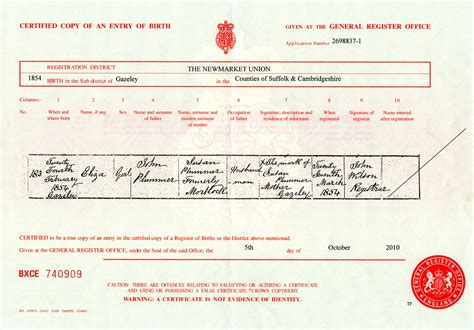 CERTIFIED COPY OF AN ENTRY OF BIRTH
GIVEN AT THE GENERAL REGISTER OFFICE
Application Number 2698837-1
REGISTRATION DISTRICT THE NEWMARKET UNION
1854 BIRTH in the Sub-district of Gazeley in the Counties of Suffolk & Cambridgeshire
Columns:- 1 2 3 4 5 6 7 8 9 10
No When and where born Name, if any Sex Name and surname of father Name, surname and maiden surname of mother Occupation of father Signature, description and residence of informant When registered Signature of registrar Name entered after registration
183 Twenty Fourth February 1854 Gazeley Eliza Girl John Plummer Susan Plummer Formerly Mortlock Husbandman X The mark of Susan Plummer Mother Gazeley Twenty Seventh March 1854 John Wilson Registrar
CERTIFIED to be a true copy of an entry in the certified copy of a Register of Births in the District above mentioned.
Given at the GENERAL REGISTER OFFICE, under the Seal of the said Office, the 5th day of October 2010
BXCE 740909
CAUTION: THERE ARE OFFENCES RELATING TO FALSIFYING OR ALTERING A CERTIFICATE
AND USING OR POSSESSING A FALSE CERTIFICATE ©CROWN COPYRIGHT
WARNING: A CERTIFICATE IS NOT EVIDENCE OF IDENTITY.
GENERAL REGISTER OFFICE
ENGLAND